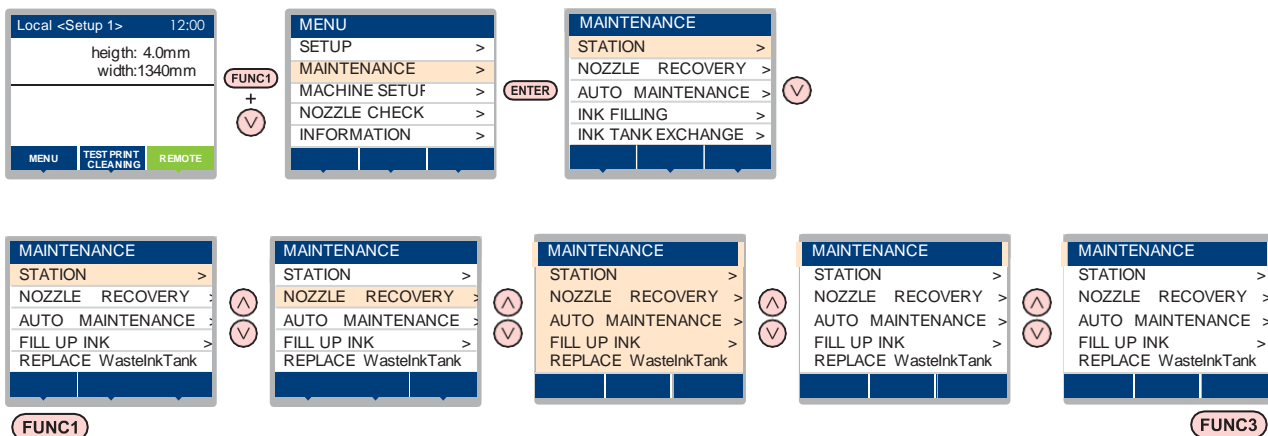 Local <Setup 1> 12:00
heigth: 4.0mm
width:1340mm
MENU
TEST PRINT
CLEANING
REMOTE
FUNC1
+
MENU
SETUP >
MAINTENANCE >
MACHINE SETUP >
NOZZLE CHECK >
INFORMATION >
ENTER
MAINTENANCE
STATION >
NOZZLE RECOVERY >
AUTO MAINTENANCE >
INK FILLING >
INK TANK EXCHANGE >
MAINTENANCE
STATION >
NOZZLE RECOVERY >
AUTO MAINTENANCE >
FILL UP INK >
REPLACE WasteInkTank
FUNC1
MAINTENANCE
STATION >
NOZZLE RECOVERY >
AUTO MAINTENANCE >
FILL UP INK >
REPLACE WasteInkTank
MAINTENANCE
STATION >
NOZZLE RECOVERY >
AUTO MAINTENANCE >
FILL UP INK >
REPLACE WasteInkTank
MAINTENANCE
STATION >
NOZZLE RECOVERY >
AUTO MAINTENANCE >
FILL UP INK >
REPLACE WasteInkTank
MAINTENANCE
STATION >
NOZZLE RECOVERY >
AUTO MAINTENANCE >
FILL UP INK >
REPLACE WasteInkTank
FUNC3